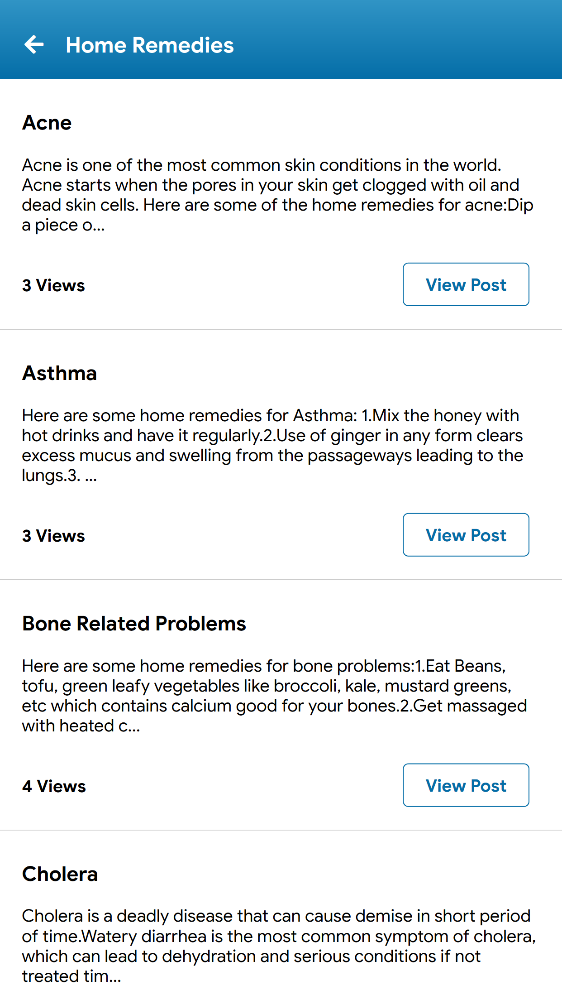 Home Remedies
Acne
Acne is one of the most common skin conditions in the world.
Acne starts when the pores in your skin get clogged with oil and
dead skin cells. Here are some of the home remedies for acne:Dip
a piece o...
3 Views
View Post
Asthma
Here are some home remedies for Asthma: 1.Mix the honey with
hot drinks and have it regularly.2.Use of ginger in any form clears
excess mucus and swelling from the passageways leading to the
lungs.3. ...
3 Views
View Post
Bone Related Problems
Here are some home remedies for bone problems:1.Eat Beans,
tofu, green leafy vegetables like broccoli, kale, mustard greens,
etc which contains calcium good for your bones.2.Get massaged
with heated c...
4 Views
View Post
Cholera
Cholera is a deadly disease that can cause demise in short period
of time.Watery diarrhea is the most common symptom of cholera,
which can lead to dehydration and serious conditions if not
treated tim...